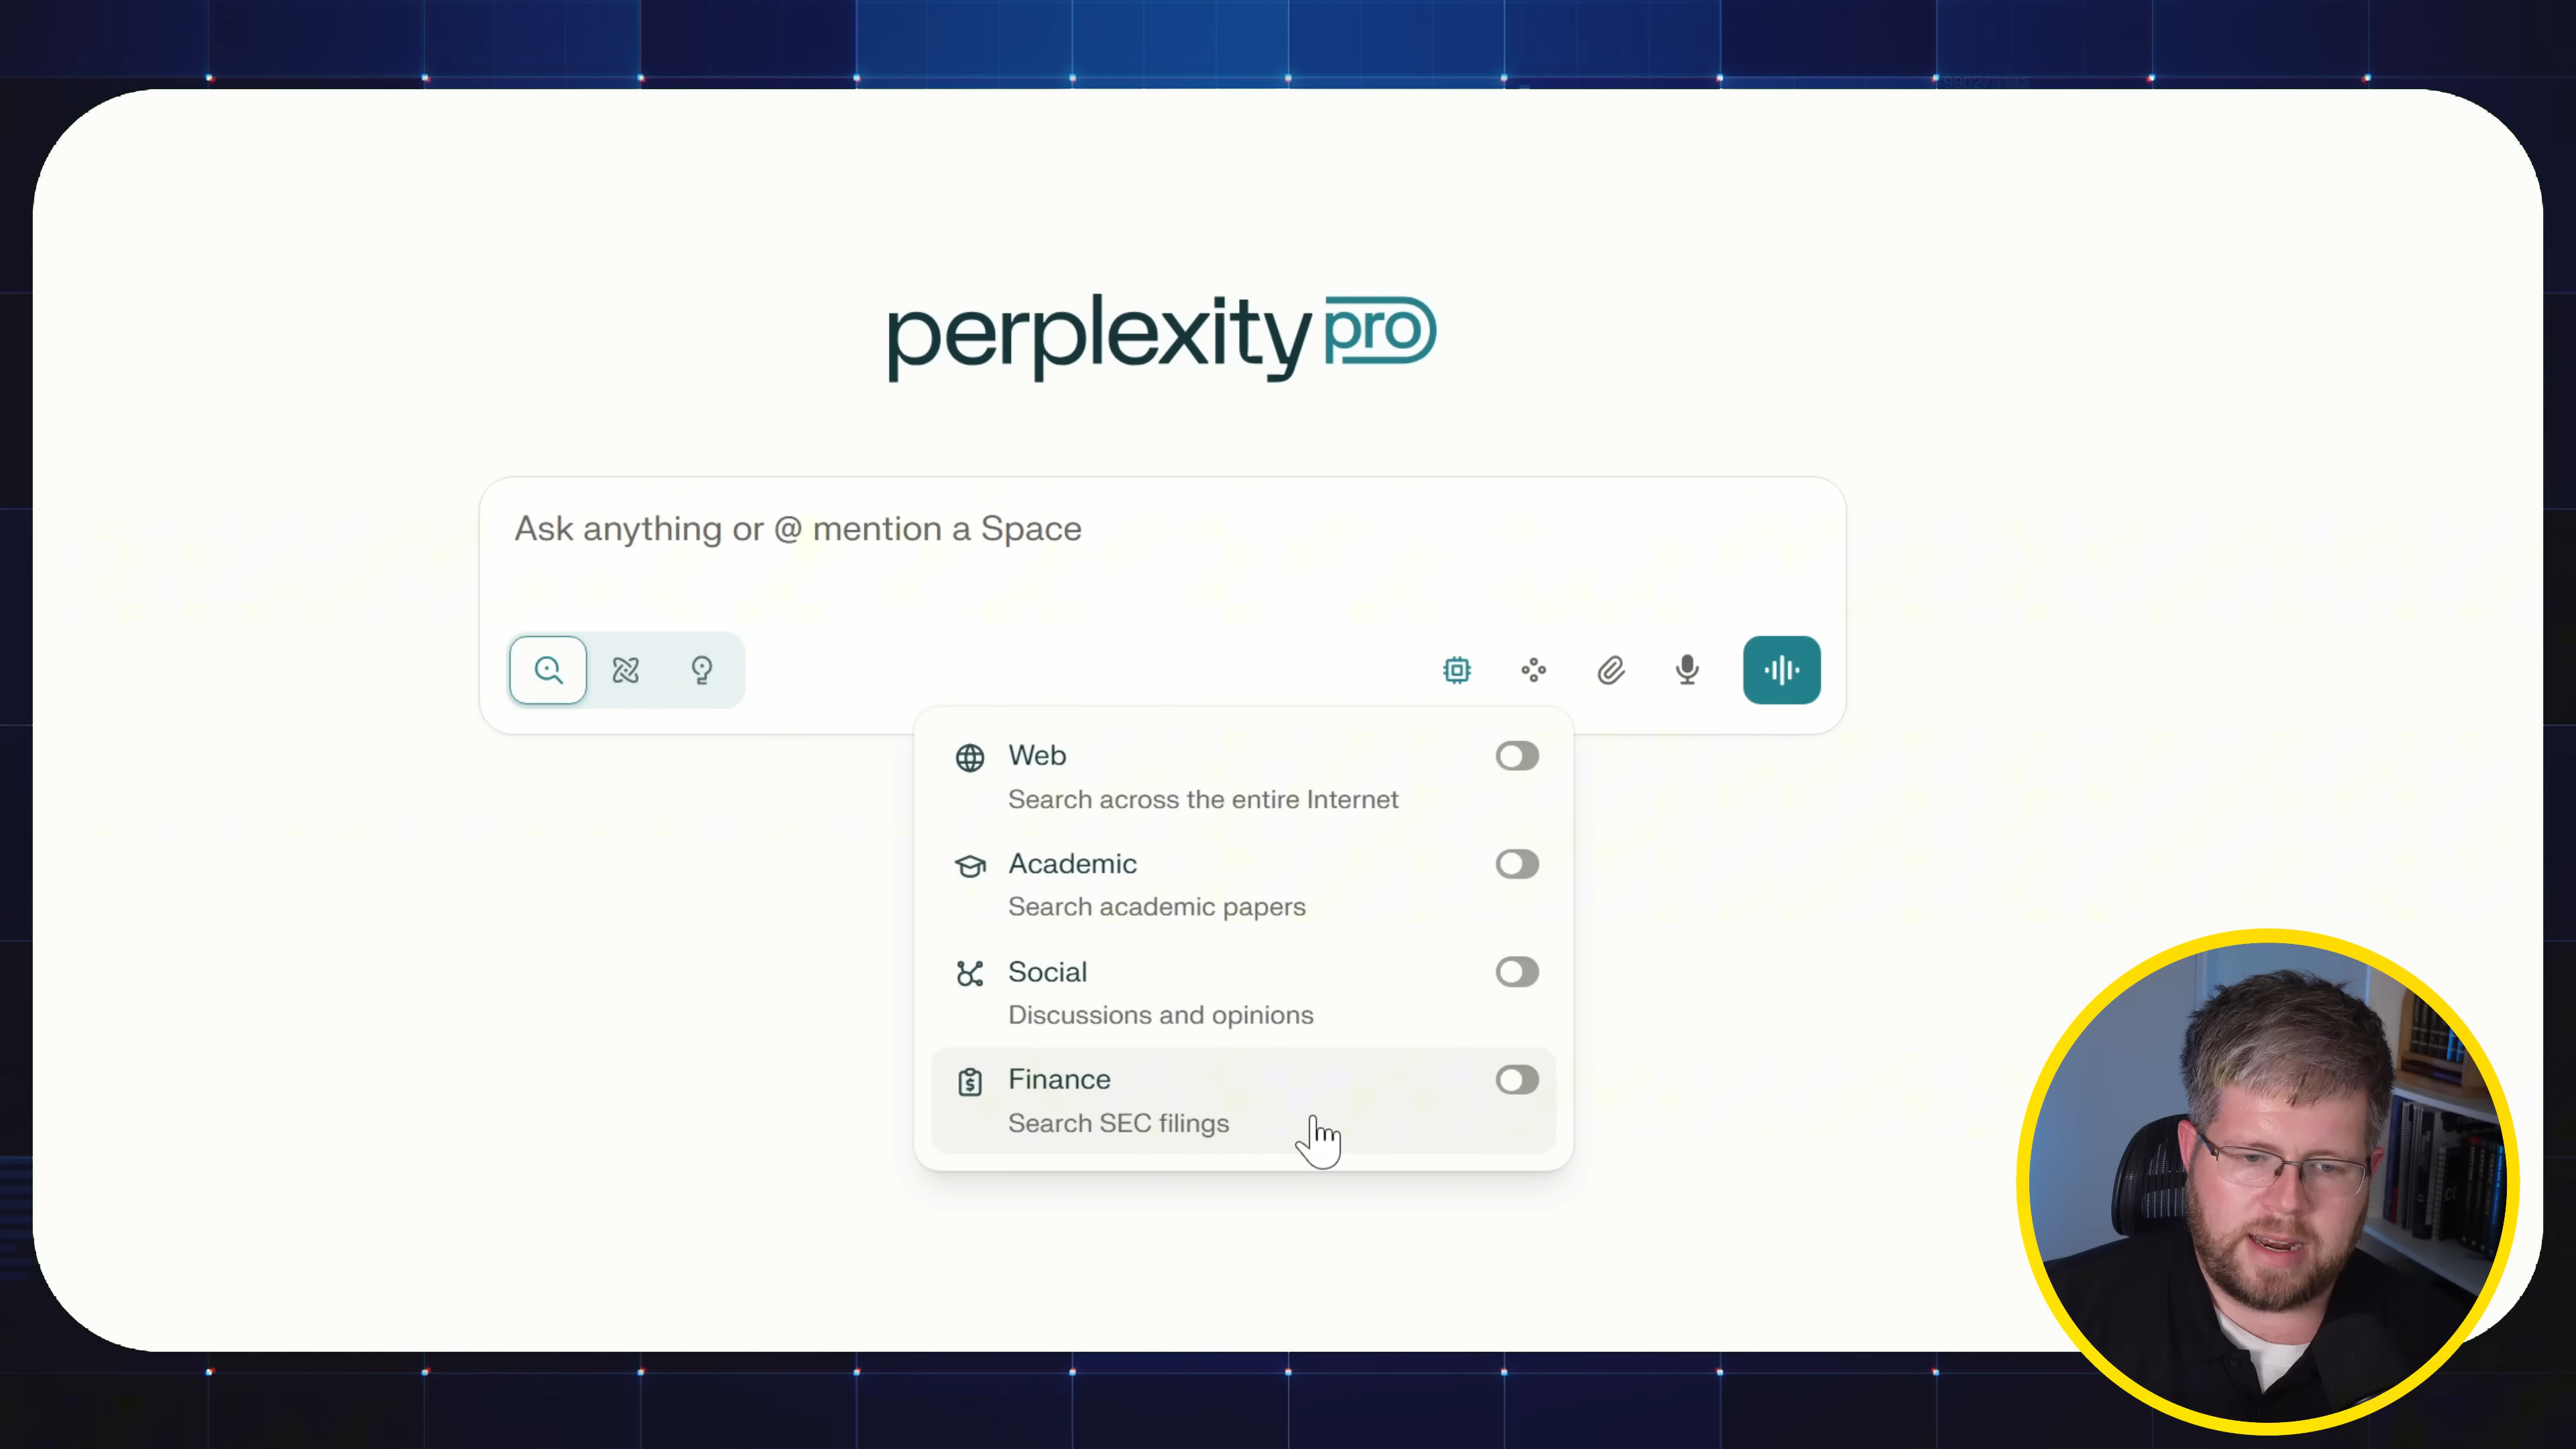 perplexity pro
Ask anything or @ mention a Space
Web
Search across the entire Internet
Academic
Search academic papers
Social
Discussions and opinions
Finance
Search SEC filings